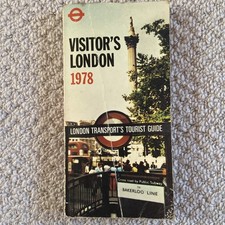 VISITOR'S
LONDON
1978
LONDON TRANSPORT'S TOURIST GUIDE
BAKERLOO LINE